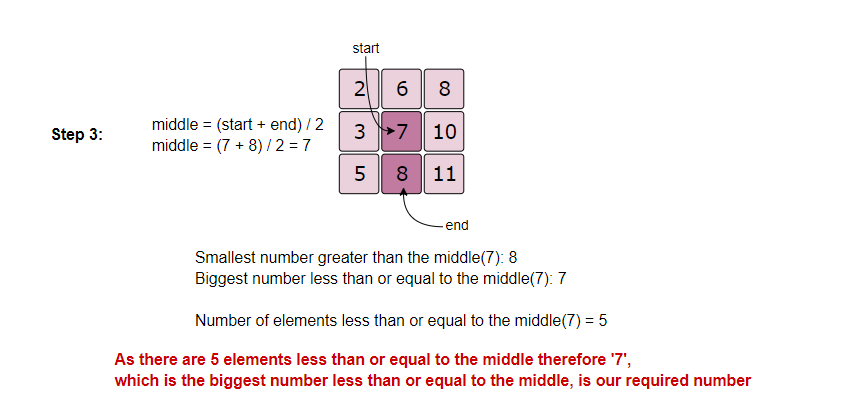 start
2 6 8
Step 3:
middle = (start + end) / 2
middle = (7 + 8) / 2 = 7
3 7 10
5 8 11
end
Smallest number greater than the middle(7): 8
Biggest number less than or equal to the middle(7): 7
Number of elements less than or equal to the middle(7) = 5
As there are 5 elements less than or equal to the middle therefore '7',
which is the biggest number less than or equal to the middle, is our required number